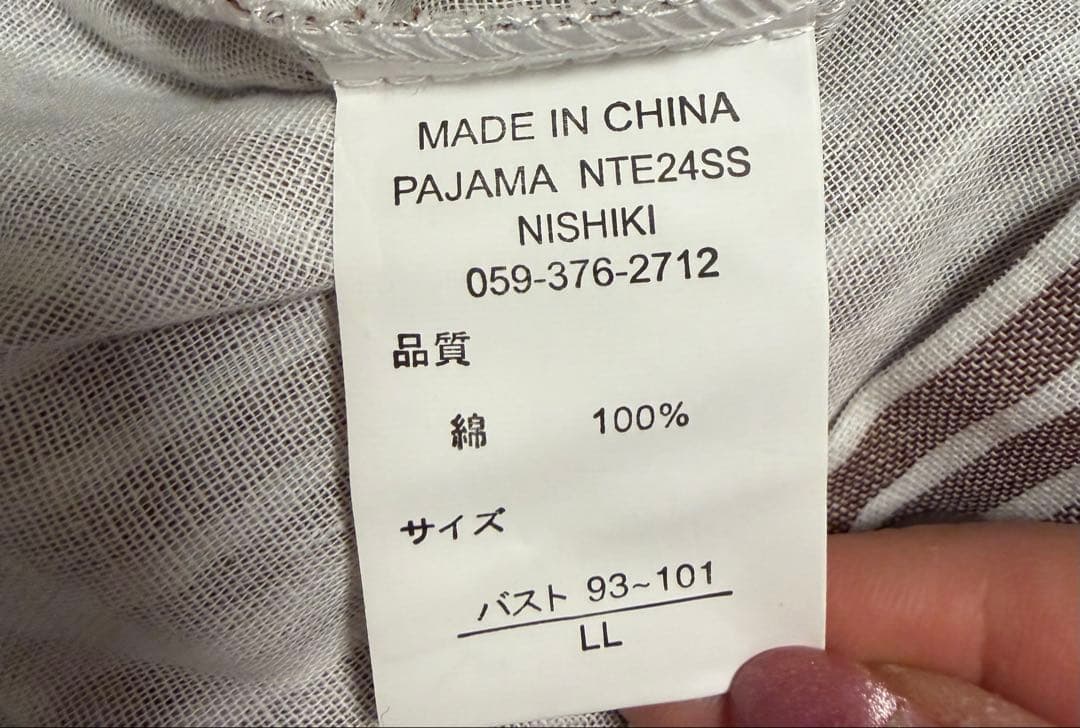 MADE IN CHINA
PAJAMA NTE24SS
NISHIKI
059-376-2712
品質
綿 100%
サイズ
バスト 93~101
LL